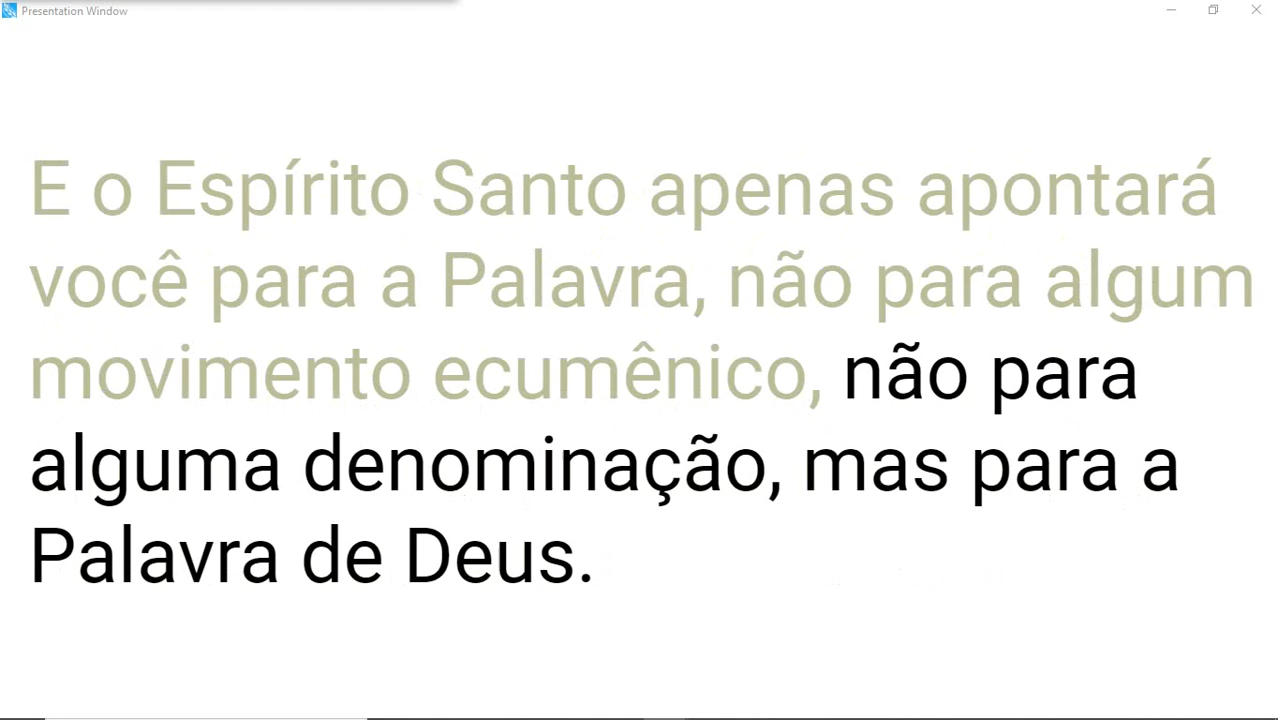 Presentation Window
E o Espírito Santo apenas apontará
você para a Palavra, não para algum
movimento ecumênico, não para
alguma denominação, mas para a
Palavra de Deus.